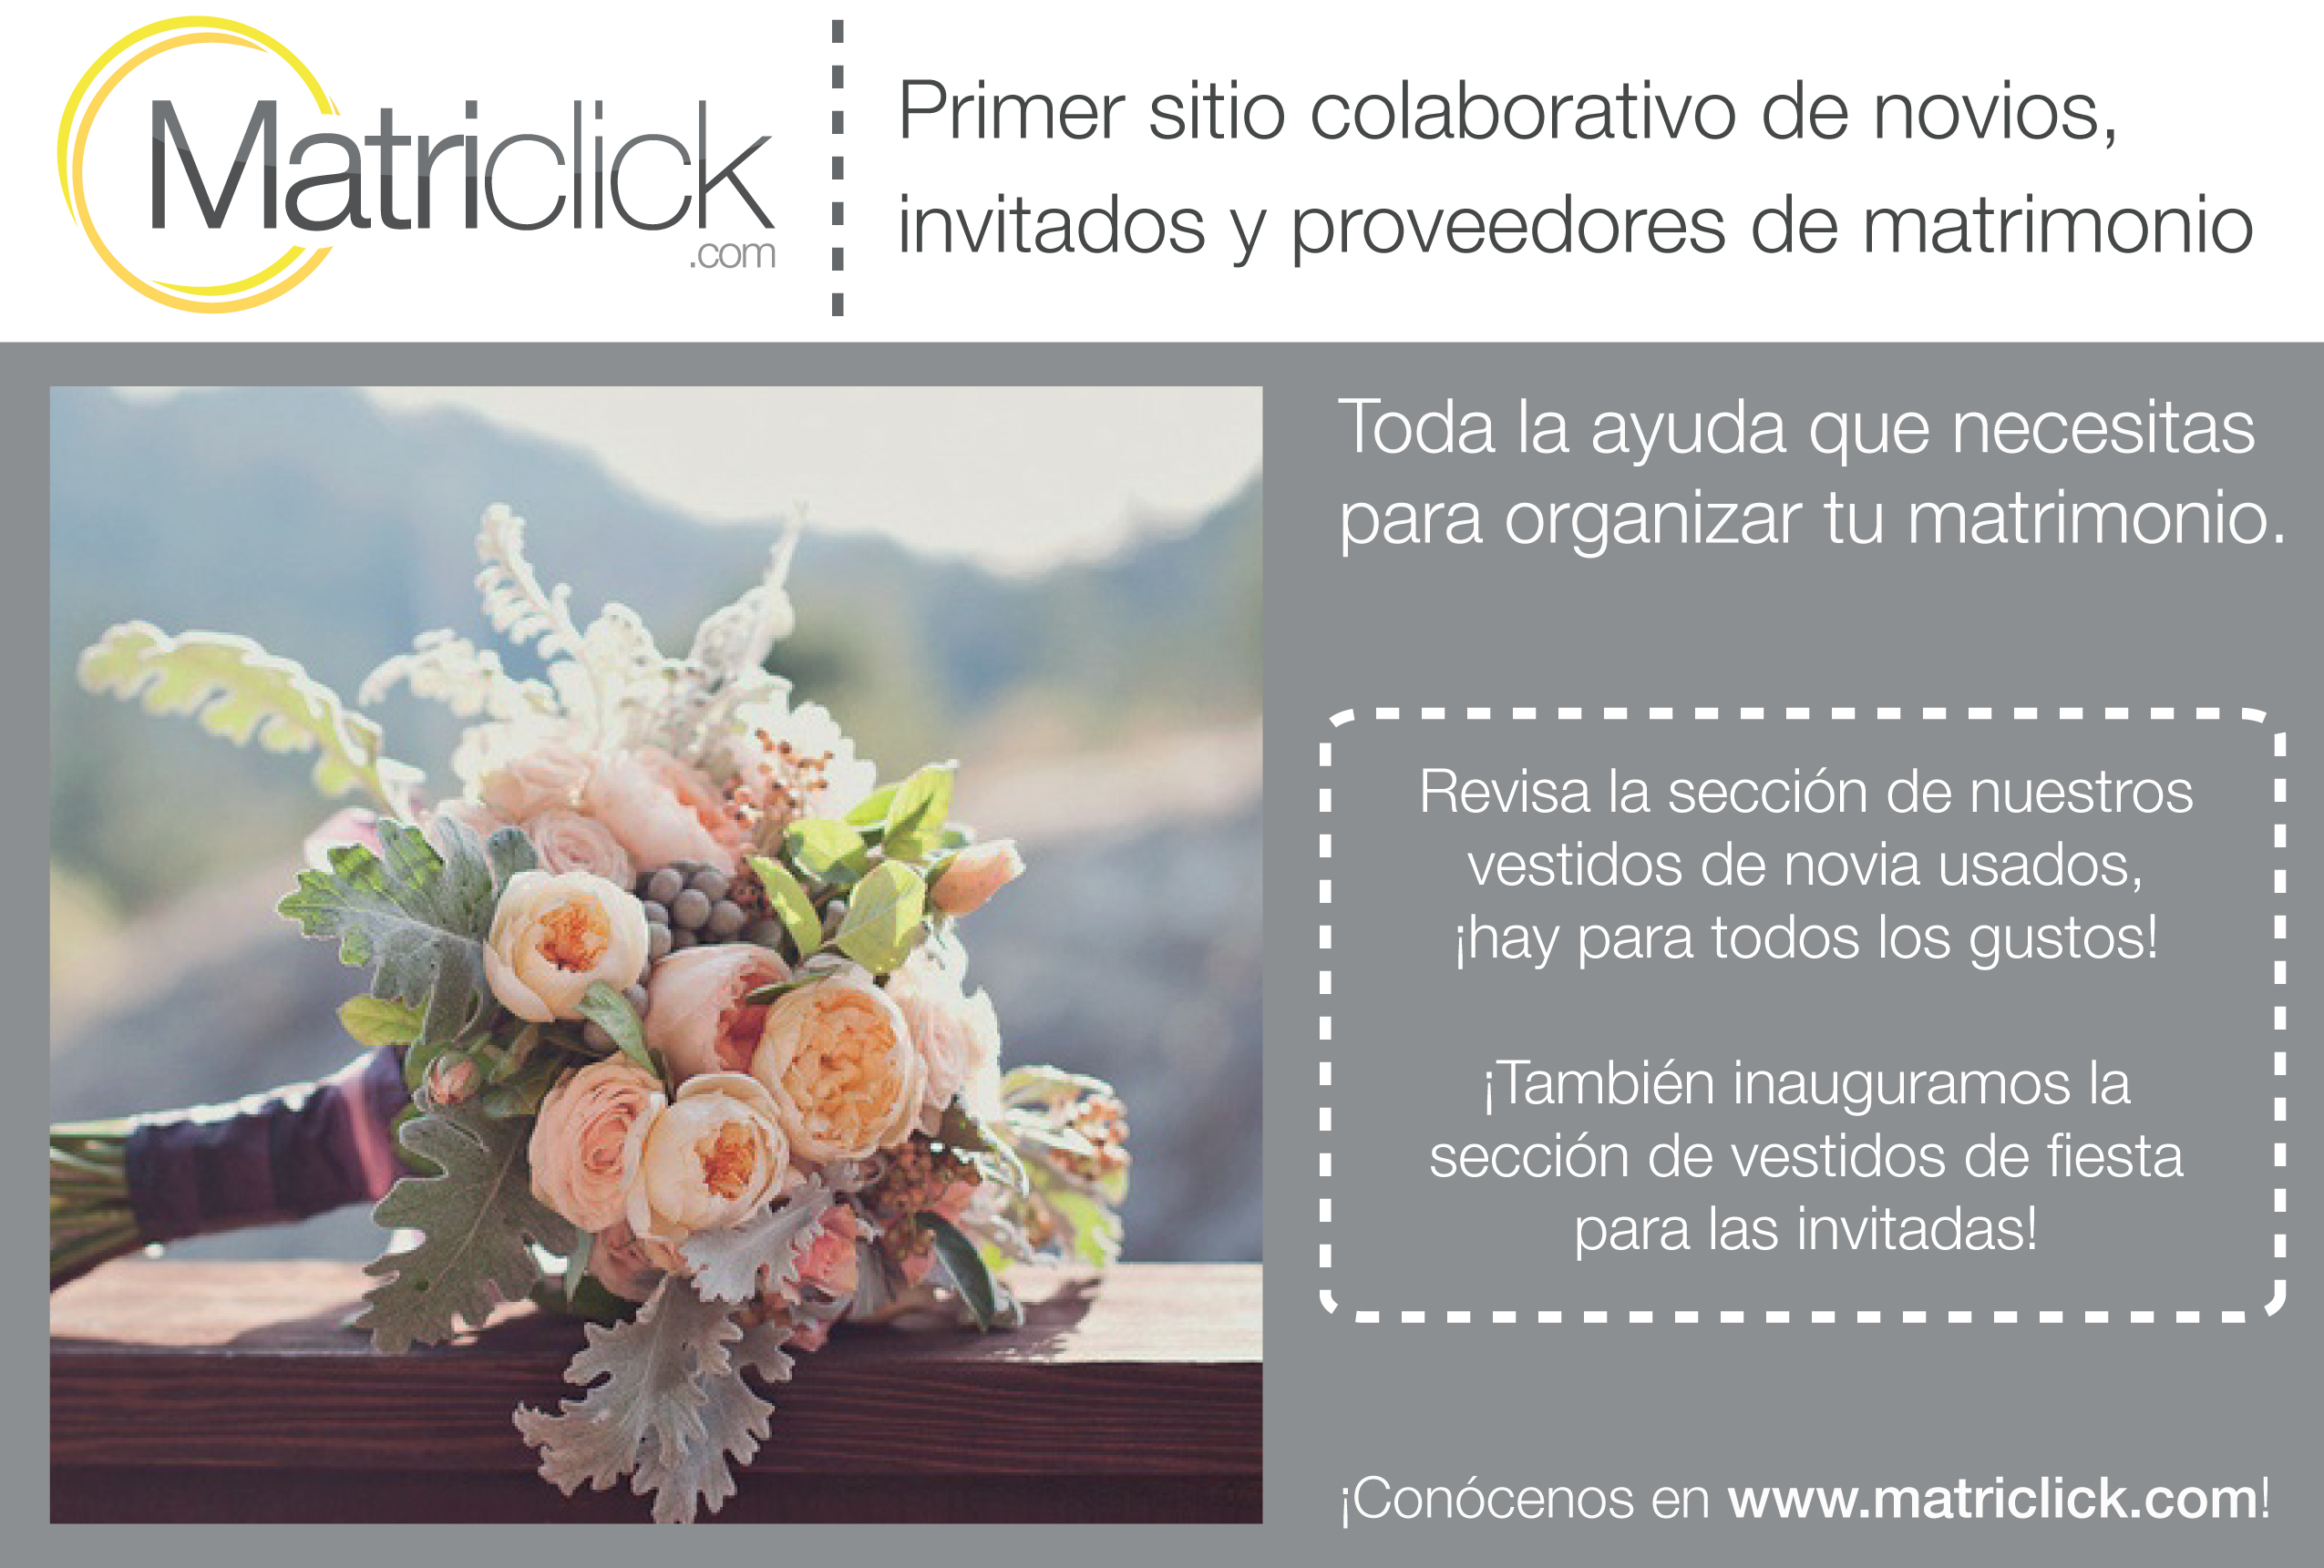 Matriclick
.com
Primer sitio colaborativo de novios,
invitados y proveedores de matrimonio
Toda la ayuda que necesitas
para organizar tu matrimonio.
Revisa la sección de nuestros
vestidos de novia usados,
¡hay para todos los gustos!
¡También inauguramos la
sección de vestidos de fiesta
para las invitadas!
¡Conócenos en www.matriclick.com!